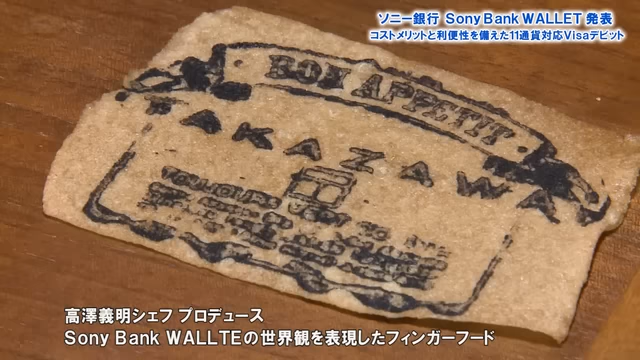 ソニー銀行 Sony Bank WALLET 発表
コストメリットと利便性を備えた11通貨対応Visaデビット
BON APPETIT
TAKAZAWA
TOUJOURS
高澤義明シェフ プロデュース
Sony Bank WALLTEの世界観を表現したフィンガーフード